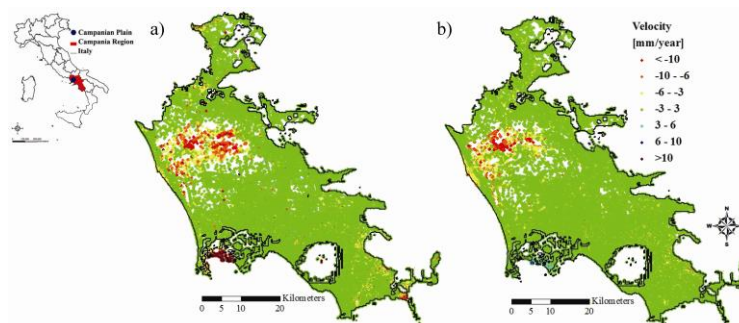 Campanian Plain
Campania Region
Italy
a)
b)
Velocity
[mm/year]
< -10
-10 - -6
-6 - -3
-3 - 3
3 - 6
6 - 10
>10
N
W E
S
Kilometers
0 5 10 20
Kilometers
0 5 10 20